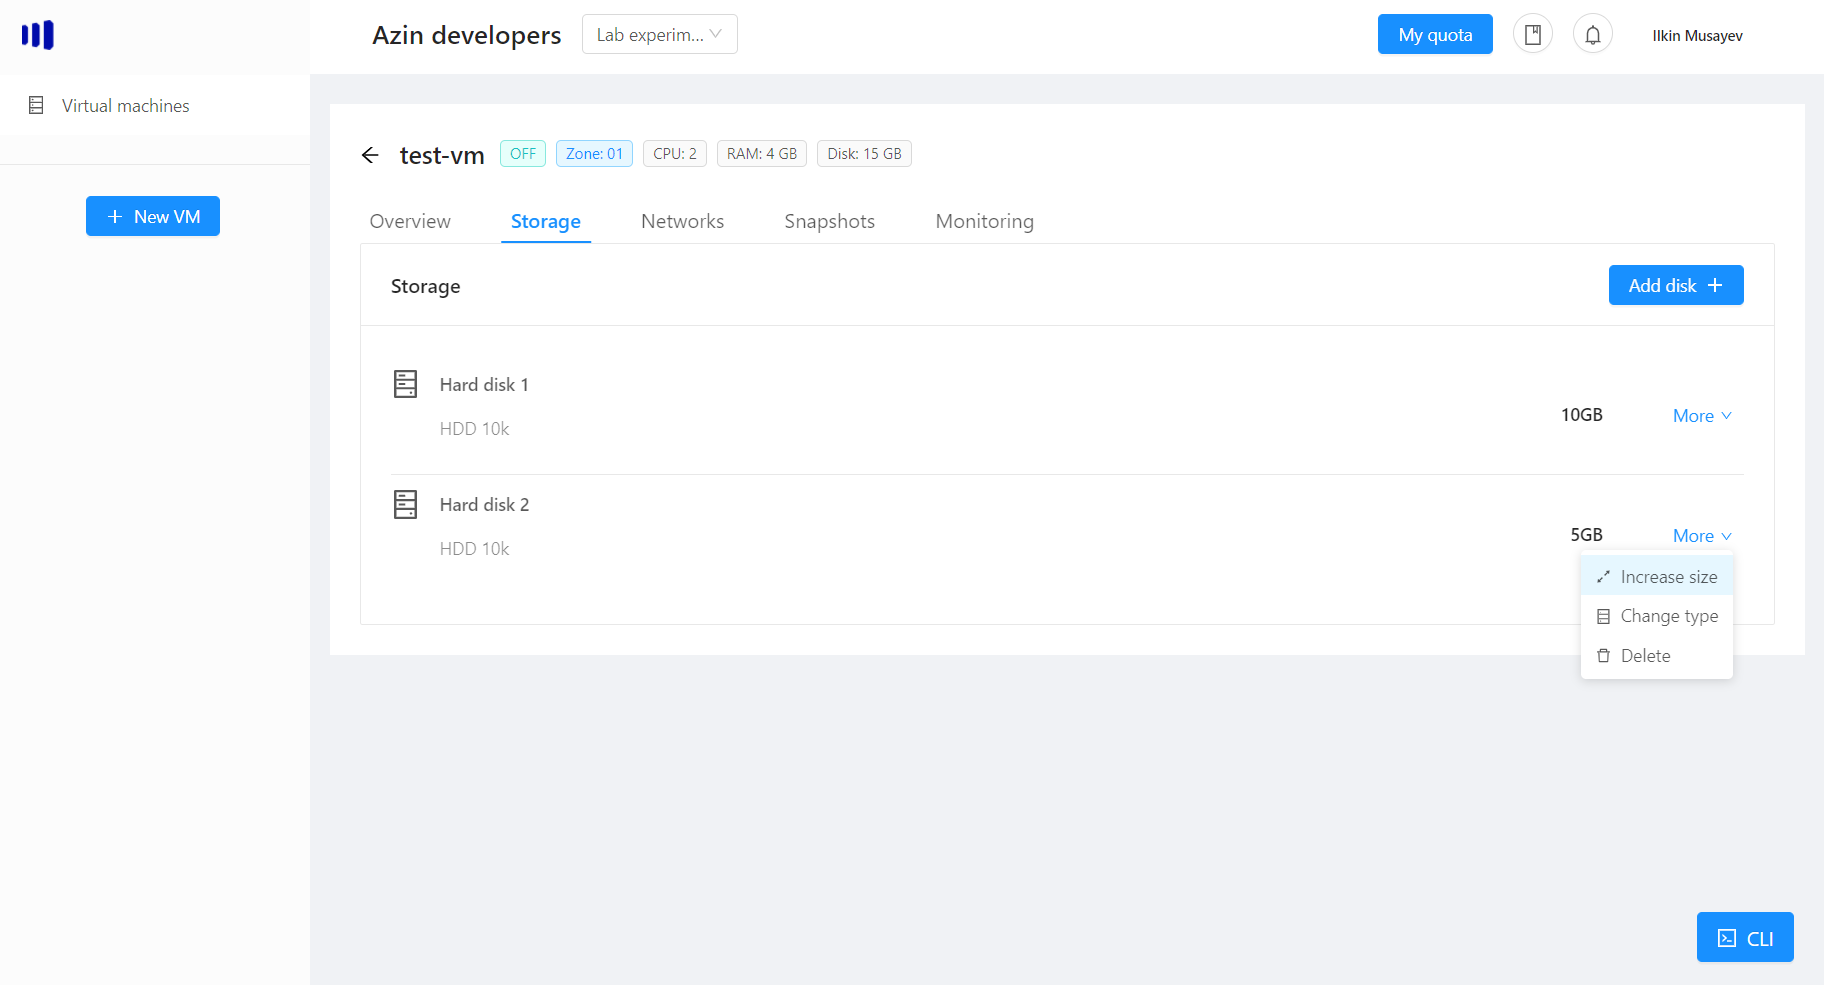 Azin developers
Lab experim...
My quota
Ilkin Musayev
Virtual machines
New VM
test-vm
OFF
Zone: 01
CPU: 2
RAM: 4 GB
Disk: 15 GB
Overview
Storage
Networks
Snapshots
Monitoring
Storage
Add disk
Hard disk 1
HDD 10k
10GB
More
Hard disk 2
HDD 10k
5GB
More
Increase size
Change type
Delete
CLI